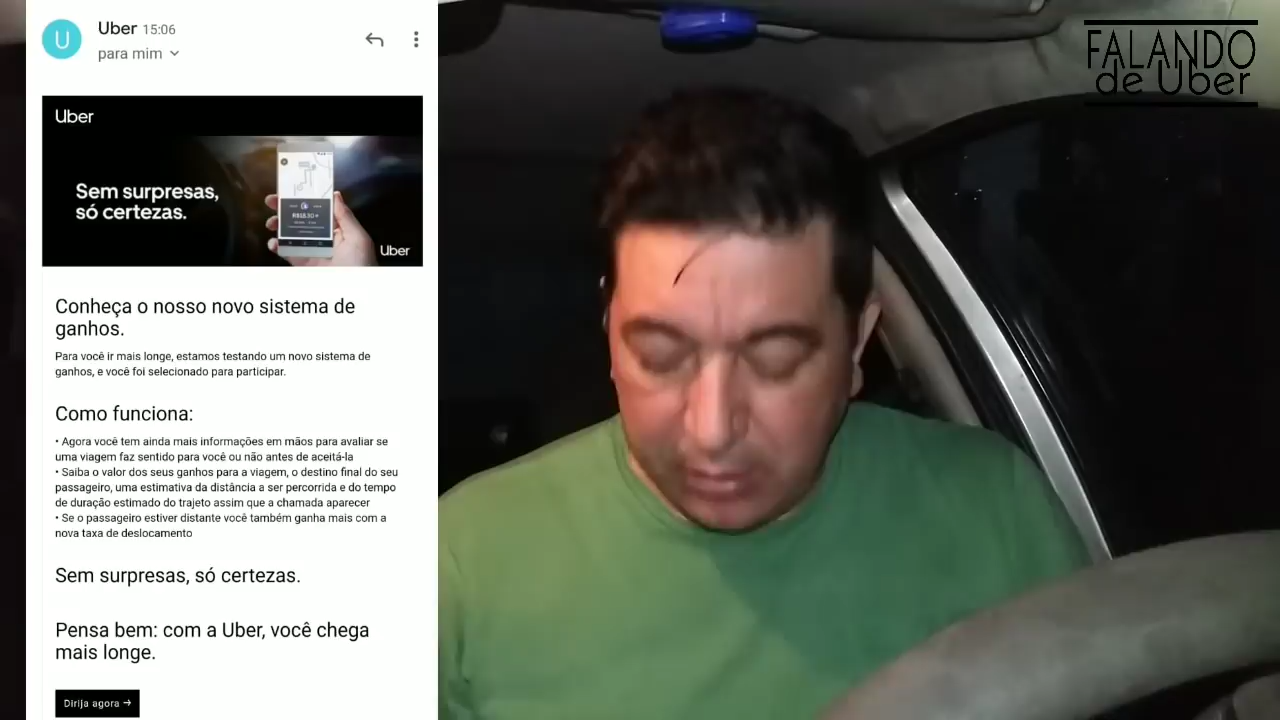 U
Uber 15:06
para mim
Uber
Sem surpresas,
só certezas.
Uber
Conheça o nosso novo sistema de
ganhos.
Para você ir mais longe, estamos testando um novo sistema de
ganhos, e você foi selecionado para participar.
Como funciona:
• Agora você tem ainda mais informações em mãos para avaliar se
uma viagem faz sentido para você ou não antes de aceitá-la
• Saiba o valor dos seus ganhos para a viagem, o destino final do seu
passageiro, uma estimativa da distância a ser percorrida e do tempo
de duração estimado do trajeto assim que a chamada aparecer
• Se o passageiro estiver distante você também ganha mais com a
nova taxa de deslocamento
Sem surpresas, só certezas.
Pensa bem: com a Uber, você chega
mais longe.
Dirija agora →
FALANDO
de Uber